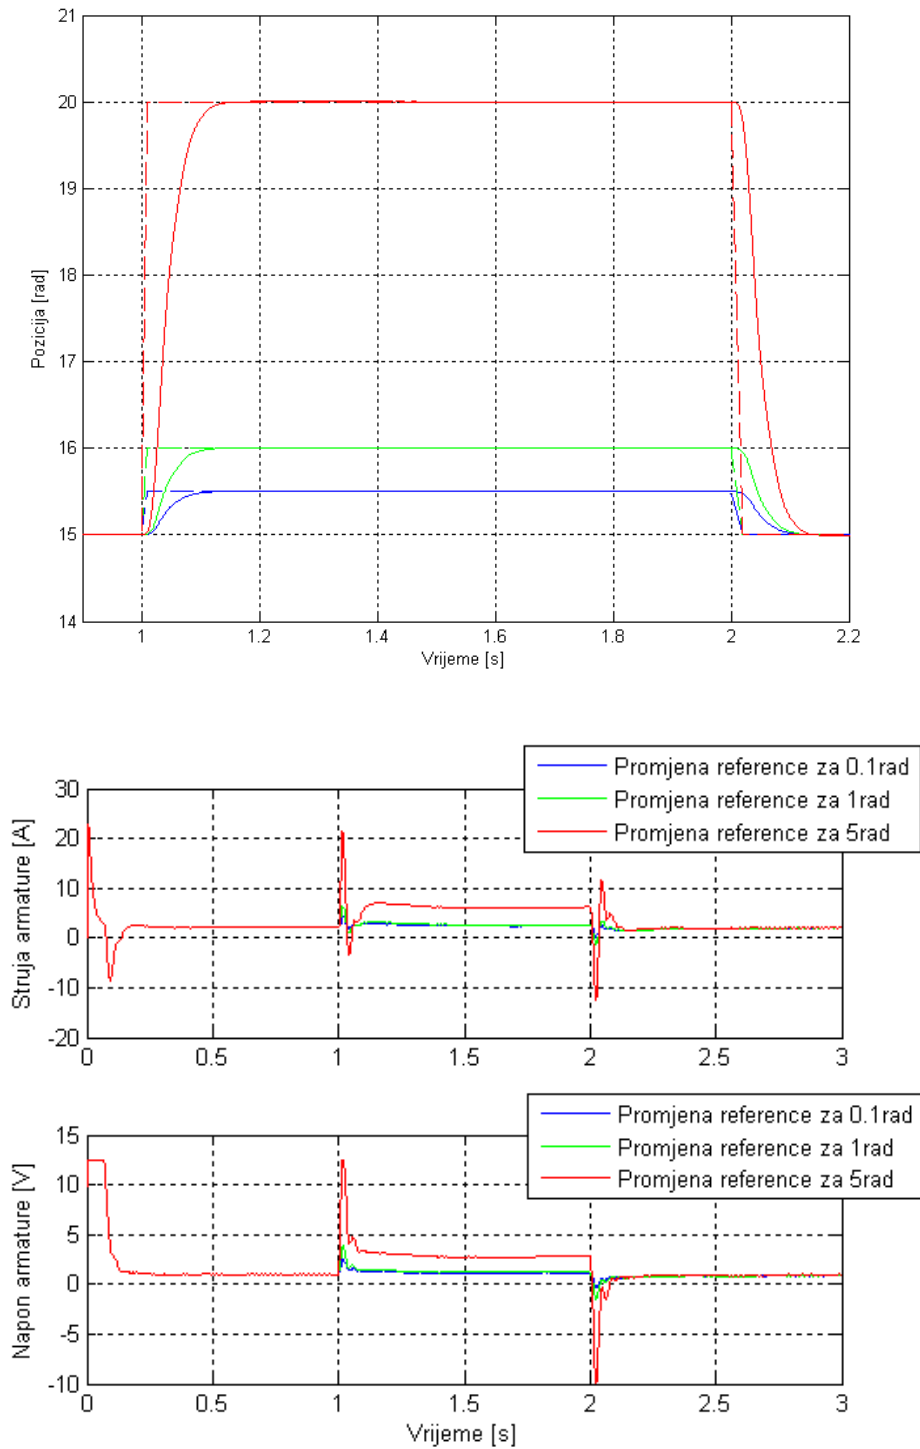 21
20
19
18
17
16
15
14
Pozicija [rad]
1 1.2 1.4 1.6 1.8 2 2.2
Vrijeme [s]
Promjena reference za 0.1rad
Promjena reference za 1rad
Promjena reference za 5rad
30
20
10
0
-10
-20
Struja armature [A]
0 0.5 1 1.5 2 2.5 3
Promjena reference za 0.1rad
Promjena reference za 1rad
Promjena reference za 5rad
15
10
5
0
-5
-10
Napon armature [V]
0 0.5 1 1.5 2 2.5 3
Vrijeme [s]